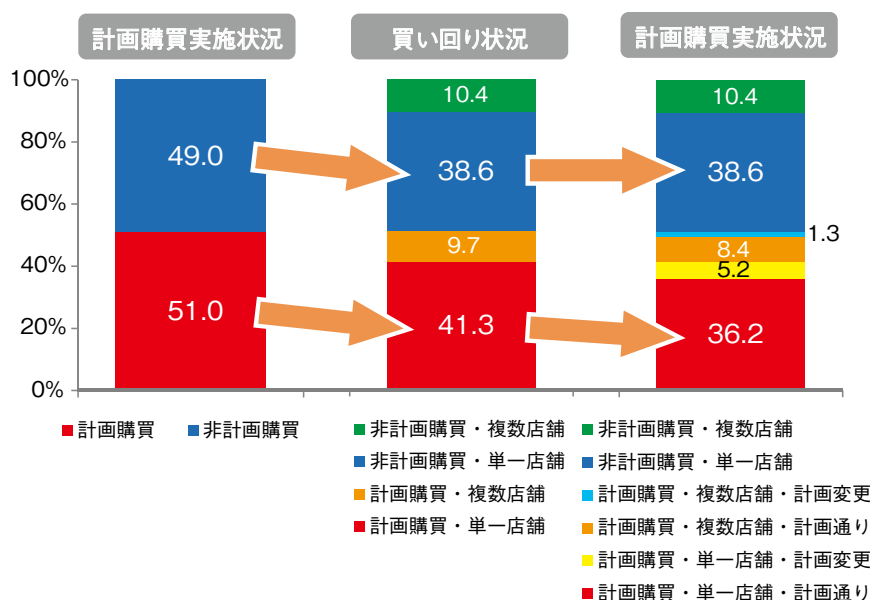 計画購買実施状況
買い回り状況
計画購買実施状況
100%
80%
60%
40%
20%
0%
49.0
51.0
10.4
38.6
9.7
41.3
10.4
38.6
1.3
8.4
5.2
36.2
■計画購買 ■非計画購買
■非計画購買・複数店舗
■非計画購買・単一店舗
■計画購買・複数店舗
■計画購買・単一店舗
■非計画購買・複数店舗
■非計画購買・単一店舗
■計画購買・複数店舗・計画変更
■計画購買・複数店舗・計画通り
■計画購買・単一店舗・計画変更
■計画購買・単一店舗・計画通り